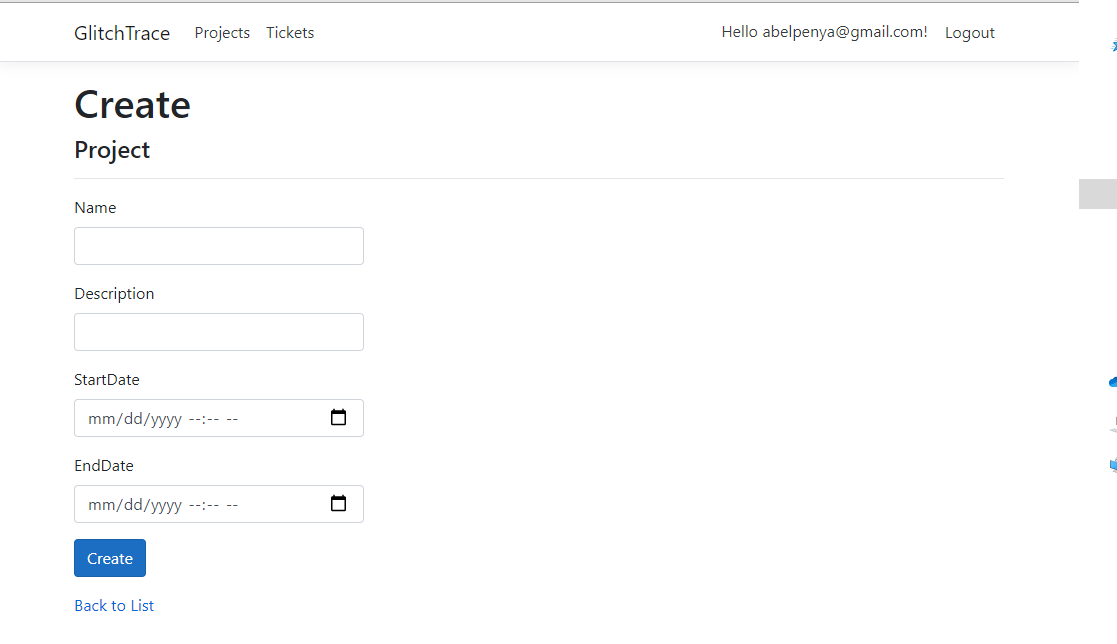 GlitchTrace Projects Tickets Hello abelpenya@gmail.com! Logout
Create
Project
Name
Description
StartDate
mm/dd/yyyy --:-- --
EndDate
mm/dd/yyyy --:-- --
Create
Back to List